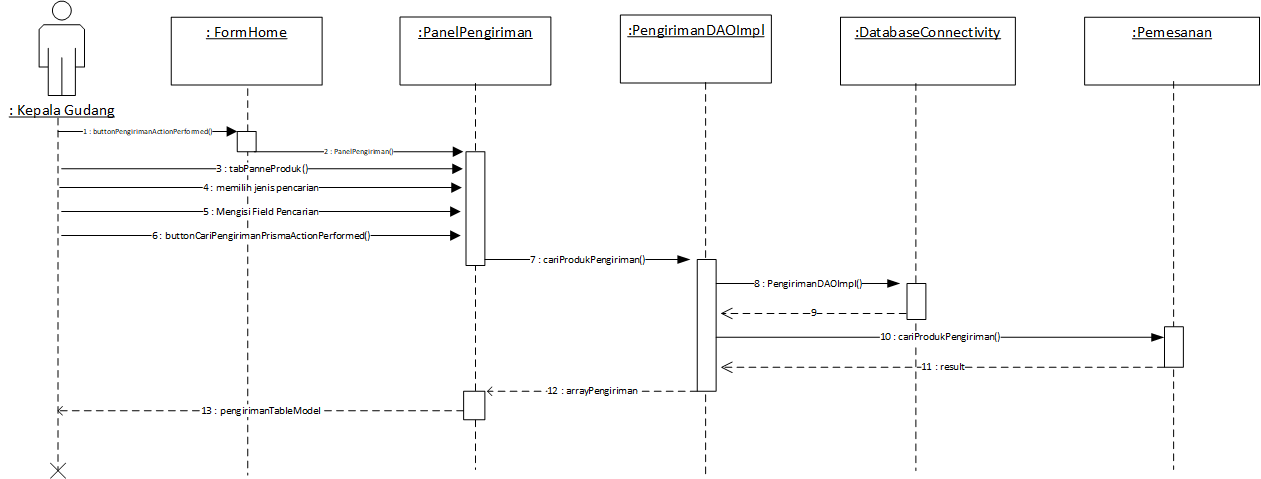 : FormHome
:PanelPengiriman
:PengirimanDAOImpl
:DatabaseConnectivity
:Pemesanan
: Kepala Gudang
1 : buttonPengirimanActionPerformed()
2 : PanelPengiriman()
3 : tabPanneProduk()
4 : memilih jenis pencarian
5 : Mengisi Field Pencarian
6 : buttonCariPengirimanPrismaActionPerformed()
7 : cariProdukPengiriman()
8 : PengirimanDAOImpl()
9
10 : cariProdukPengiriman()
11 : result
12 : arrayPengiriman
13 : pengirimanTableModel